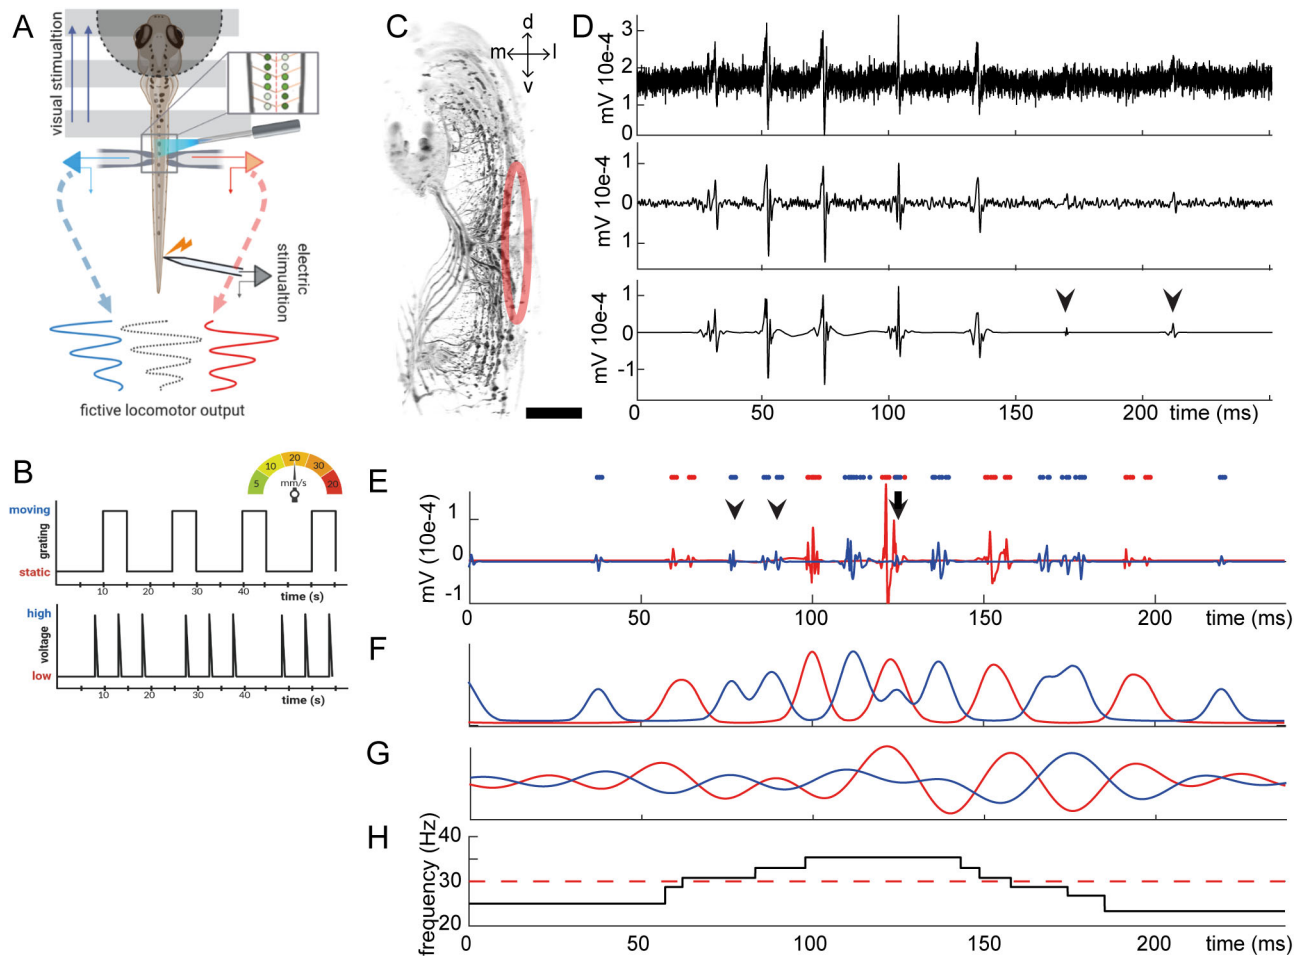 A
visual stimualtion
electric
stimualtion
fictive locomotor output
B
5
10
20
30
20
mm/s
moving
grating
static
10
20
30
40
time (s)
high
voltage
low
10
20
30
40
time (s)
C
d
m
l
v
D
mV 10e-4
3
2
1
0
mV 10e-4
1
0
1
mV 10e-4
1
0
-1
0
50
100
150
200
time (ms)
E
mV (10e-4)
1
0
-1
0
50
100
150
200
time (ms)
F
G
H
frequency (Hz)
40
30
20
0
50
100
150
200
time (ms)